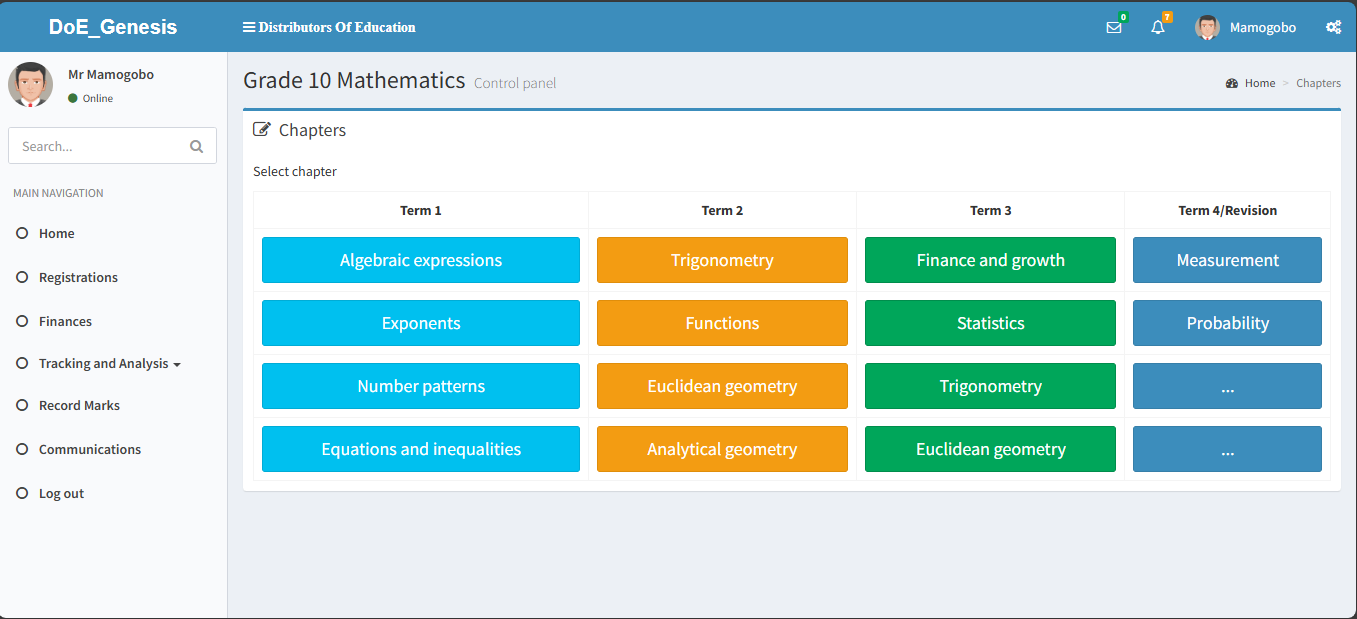 DoE_Genesis
Distributors Of Education
0
7
Mamogobo
Mr Mamogobo
Online
Search...
MAIN NAVIGATION
Home
Registrations
Finances
Tracking and Analysis
Record Marks
Communications
Log out
Grade 10 Mathematics Control panel
Home > Chapters
Chapters
Select chapter
Term 1 Term 2 Term 3 Term 4/Revision
Algebraic expressions Trigonometry Finance and growth Measurement
Exponents Functions Statistics Probability
Number patterns Euclidean geometry Trigonometry ...
Equations and inequalities Analytical geometry Euclidean geometry ...